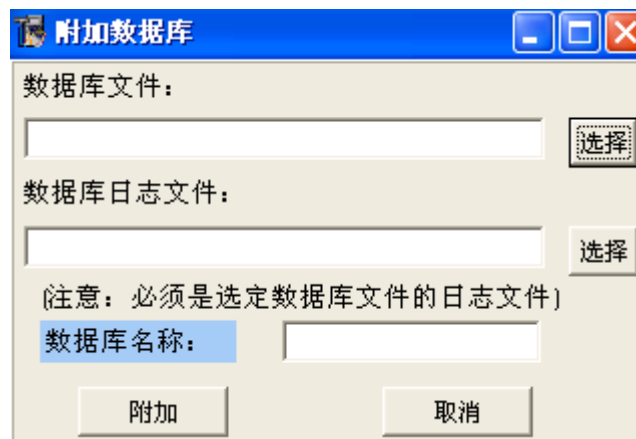 附加数据库
数据库文件：
选择
数据库日志文件：
选择
(注意：必须是选定数据库文件的日志文件)
数据库名称：
附加 取消